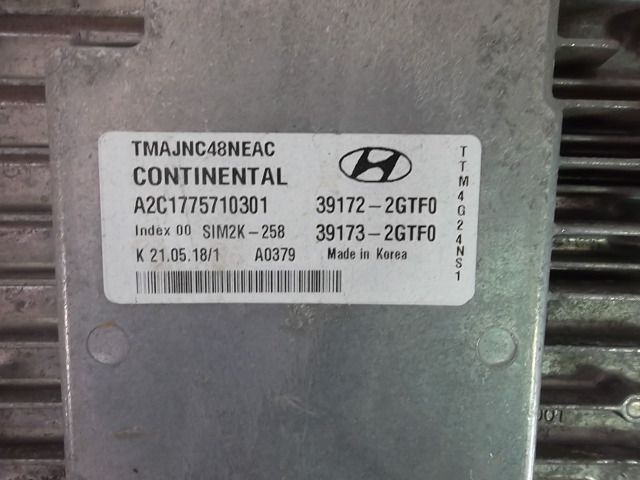 TMAJNC48NEAC
CONTINENTAL
A2C1775710301 39172-2GTF0
Index 00 SIM2K-258 39173-2GTF0
K 21.05.18/1 A0379 Made in Korea
TTM4G24NS1